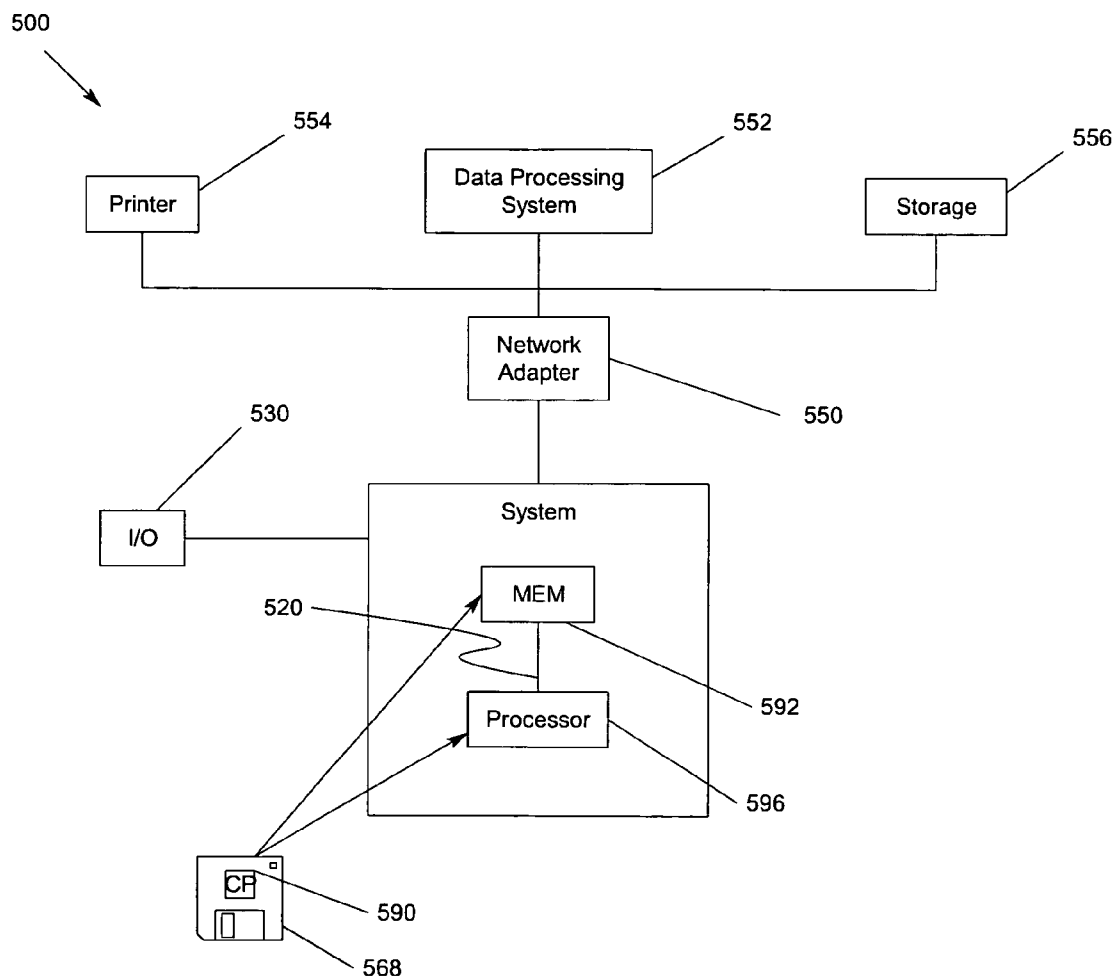 500
554
552
556
Printer
Data Processing
System
Storage
Network
Adapter
550
530
I/O
System
520
MEM
592
Processor
596
CP
590
568